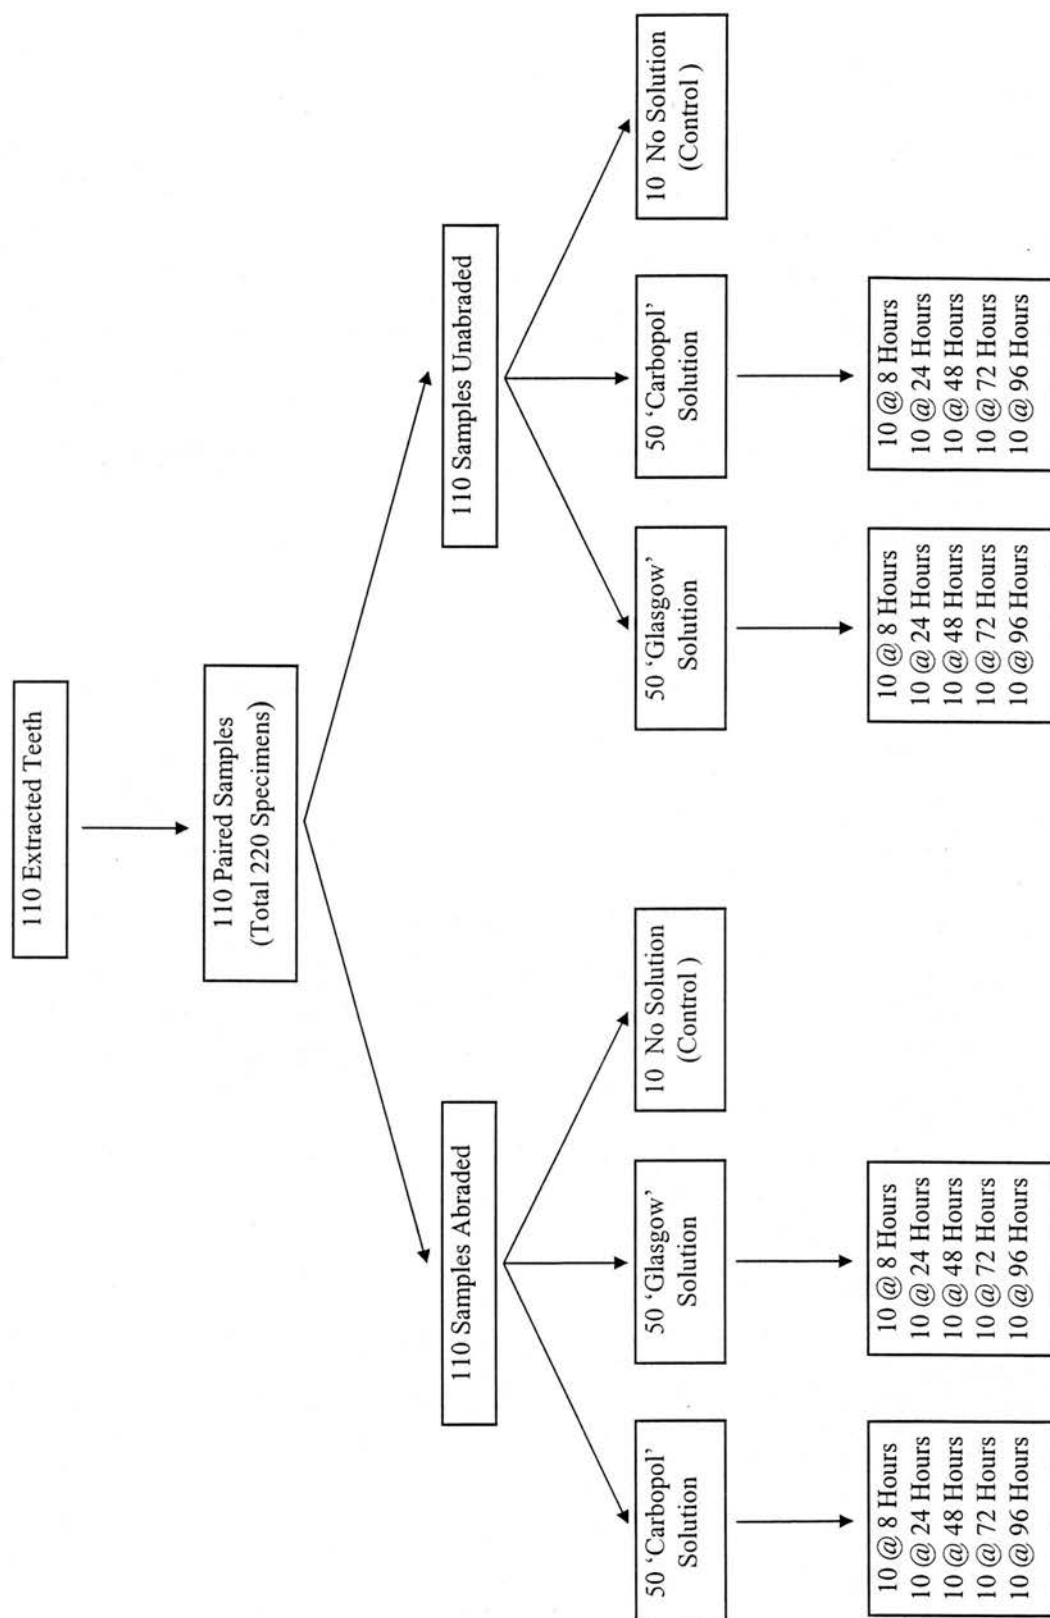 110 Extracted Teeth
110 Paired Samples
(Total 220 Specimens)
110 Samples Abraded
110 Samples Unabraded
50 ‘Carbopol’
Solution
50 ‘Glasgow’
Solution
10 No Solution
(Control )
50 ‘Glasgow’
Solution
50 ‘Carbopol’
Solution
10 No Solution
(Control )
10 @ 8 Hours
10 @ 24 Hours
10 @ 48 Hours
10 @ 72 Hours
10 @ 96 Hours
10 @ 8 Hours
10 @ 24 Hours
10 @ 48 Hours
10 @ 72 Hours
10 @ 96 Hours
10 @ 8 Hours
10 @ 24 Hours
10 @ 48 Hours
10 @ 72 Hours
10 @ 96 Hours
10 @ 8 Hours
10 @ 24 Hours
10 @ 48 Hours
10 @ 72 Hours
10 @ 96 Hours